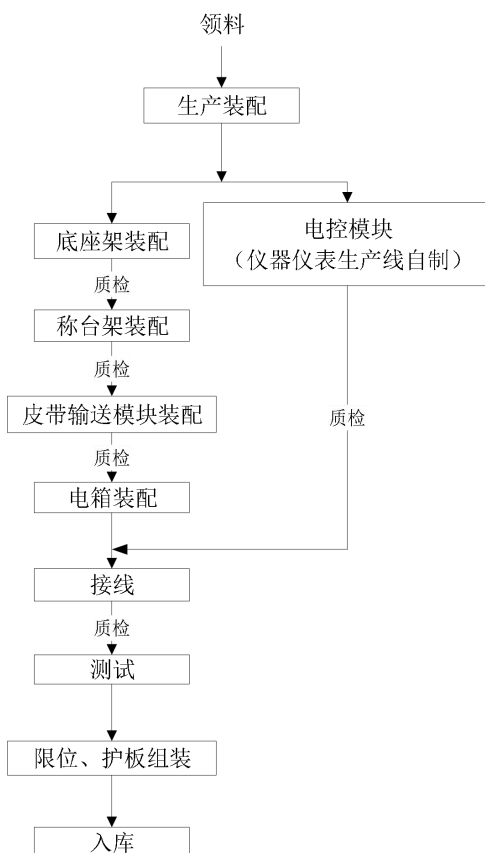 领料
生产装配
底座架装配
电控模块
（仪器仪表生产线自制）
质检
称台架装配
质检
皮带输送模块装配
质检
质检
电箱装配
接线
质检
测试
限位、护板组装
入库